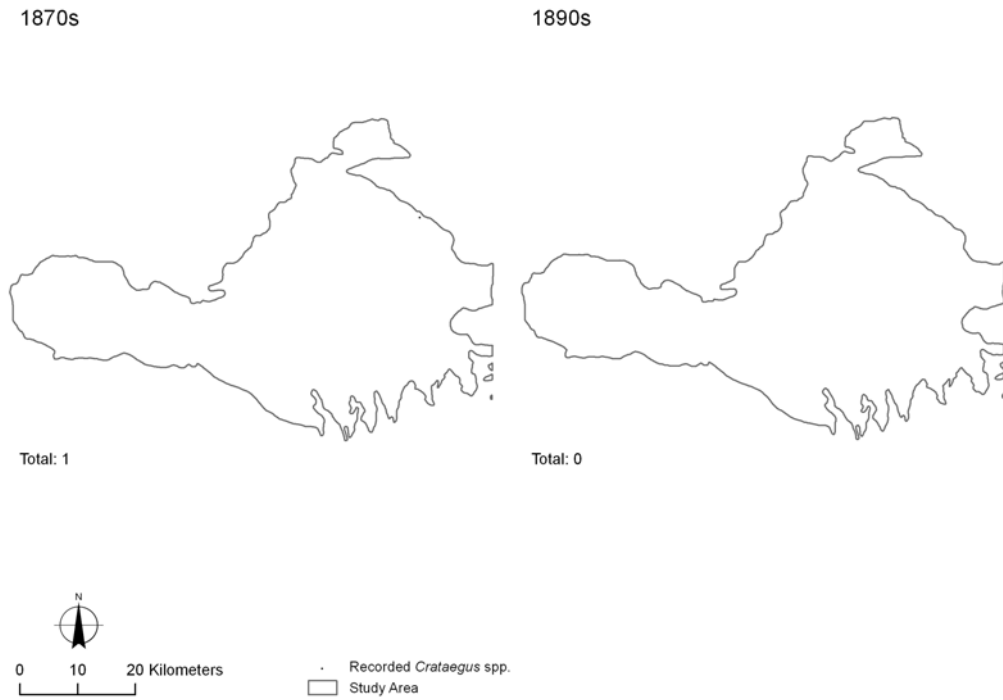 1870s
1890s
Total: 1
Total: 0
N
0 10 20 Kilometers
Recorded Crataegus spp.
Study Area